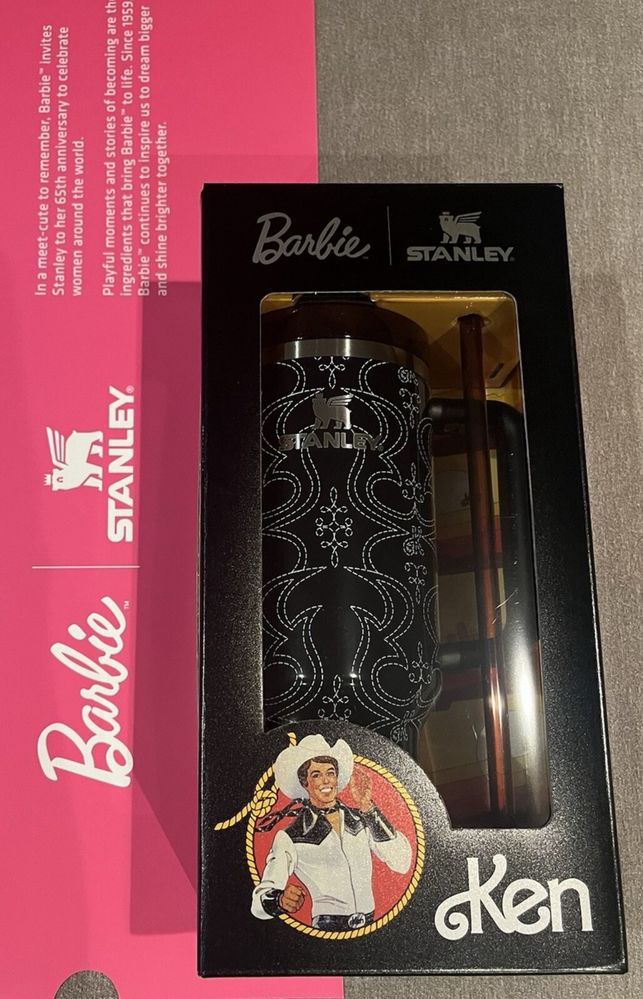 In a meet-cute to remember, Barbie™ invites
Stanley to her 65th anniversary to celebrate
women around the world.
Playful moments and stories of becoming are the
ingredients that bring Barbie™ to life. Since 1959
Barbie™ continues to inspire us to dream bigger
and shine brighter together.
Barbie™
STANLEY®
Barbie™
STANLEY®
STANLEY
Ken